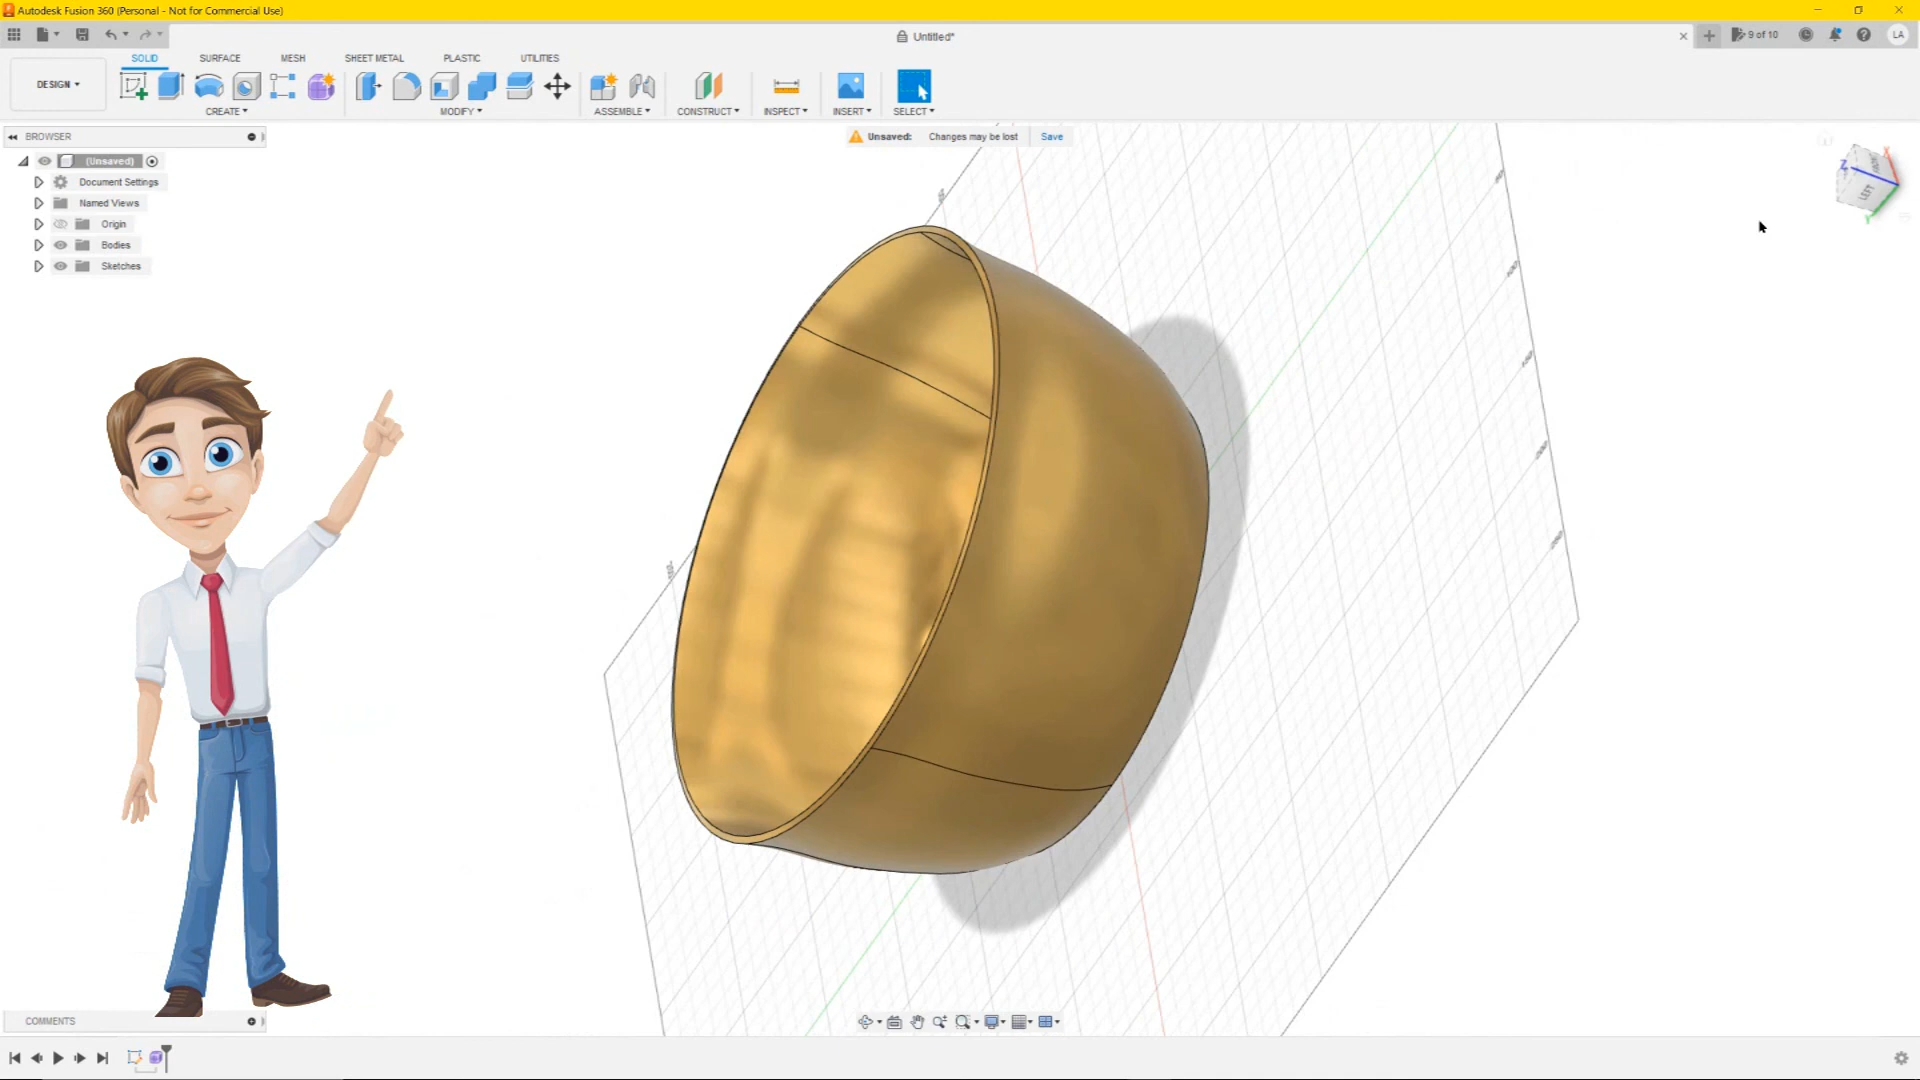 Autodesk Fusion 360 (Personal - Not for Commercial Use)
Untitled*
9 of 10
LA
SOLID SURFACE MESH SHEET METAL PLASTIC UTILITIES
DESIGN
CREATE MODIFY ASSEMBLE CONSTRUCT INSPECT INSERT SELECT
BROWSER
Unsaved: Changes may be lost Save
(Unsaved)
Document Settings
Named Views
Origin
Bodies
Sketches
Z
X
LEFT
Y
COMMENTS